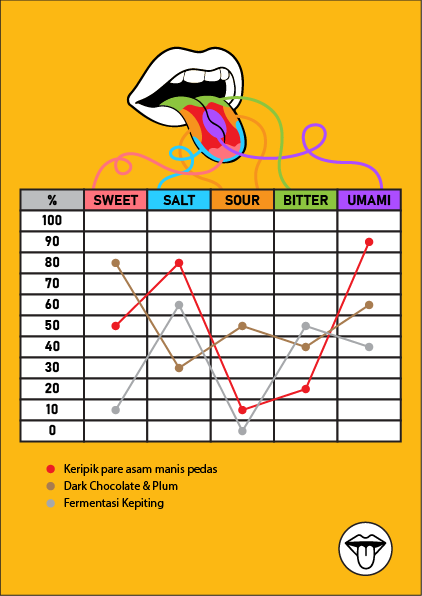 % SWEET SALT SOUR BITTER UMAMI
100
90
80
70
60
50
40
30
20
10
0
Keripik pare asam manis pedas
Dark Chocolate & Plum
Fermentasi Kepiting